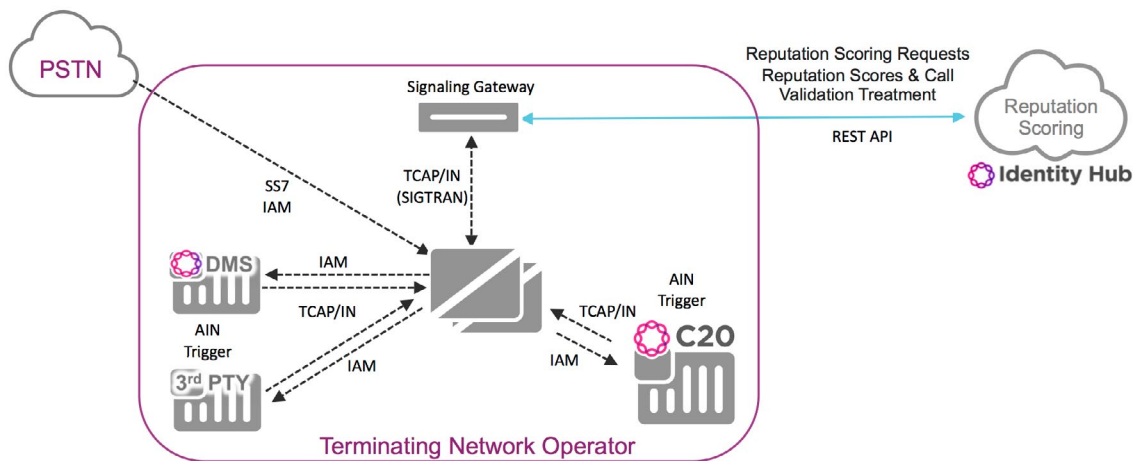 PSTN
Reputation Scoring Requests
Reputation Scores & Call
Validation Treatment
REST API
Reputation
Scoring
Identity Hub
Signaling Gateway
TCAP/IN
(SIGTRAN)
SS7
IAM
DMS
IAM
TCAP/IN
AIN
Trigger
IAM
3rd PTY
AIN
Trigger
TCAP/IN
C20
IAM
Terminating Network Operator